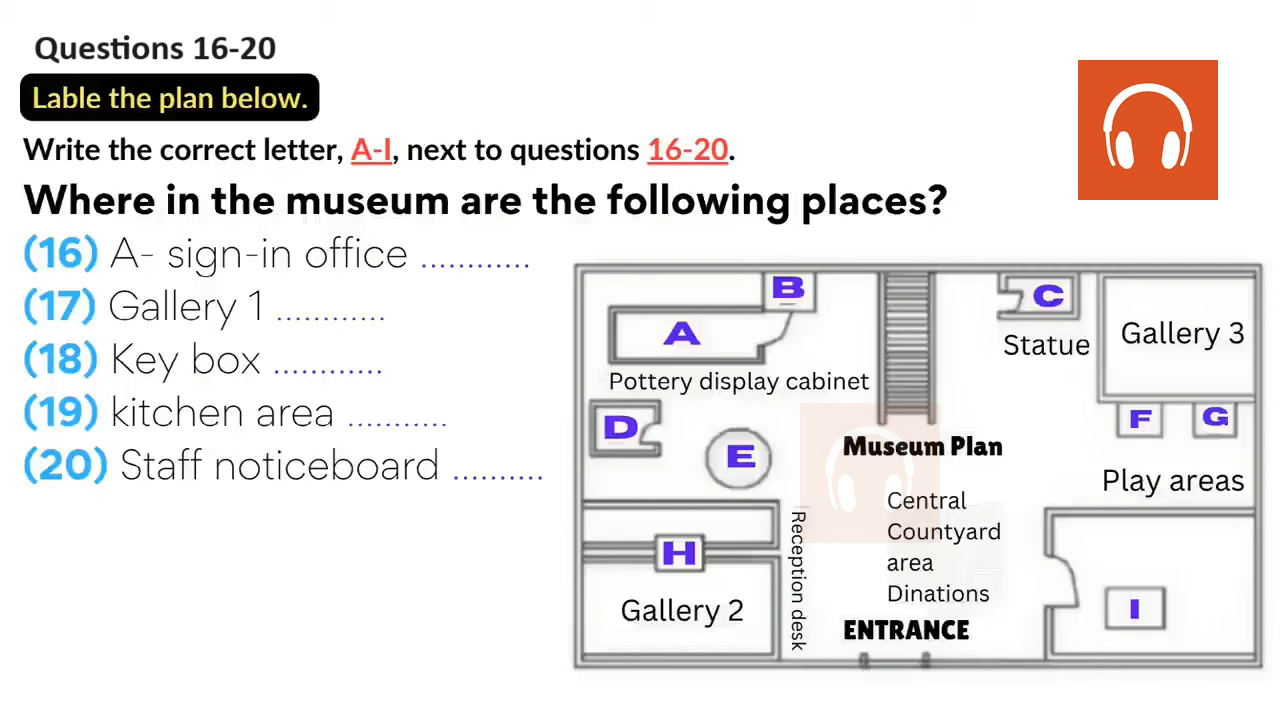 Questions 16-20
Lable the plan below.
Write the correct letter, A-I, next to questions 16-20.
Where in the museum are the following places?
(16) A- sign-in office ............
(17) Gallery 1 ............
(18) Key box ............
(19) kitchen area ...........
(20) Staff noticeboard ..........
B
C
A
Statue
Gallery 3
Pottery display cabinet
D
F
G
E
Museum Plan
Play areas
Central
Countyard
area
Dinations
Reception desk
H
Gallery 2
I
ENTRANCE